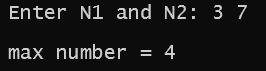 Enter N1 and N2: 3 7
max number = 4